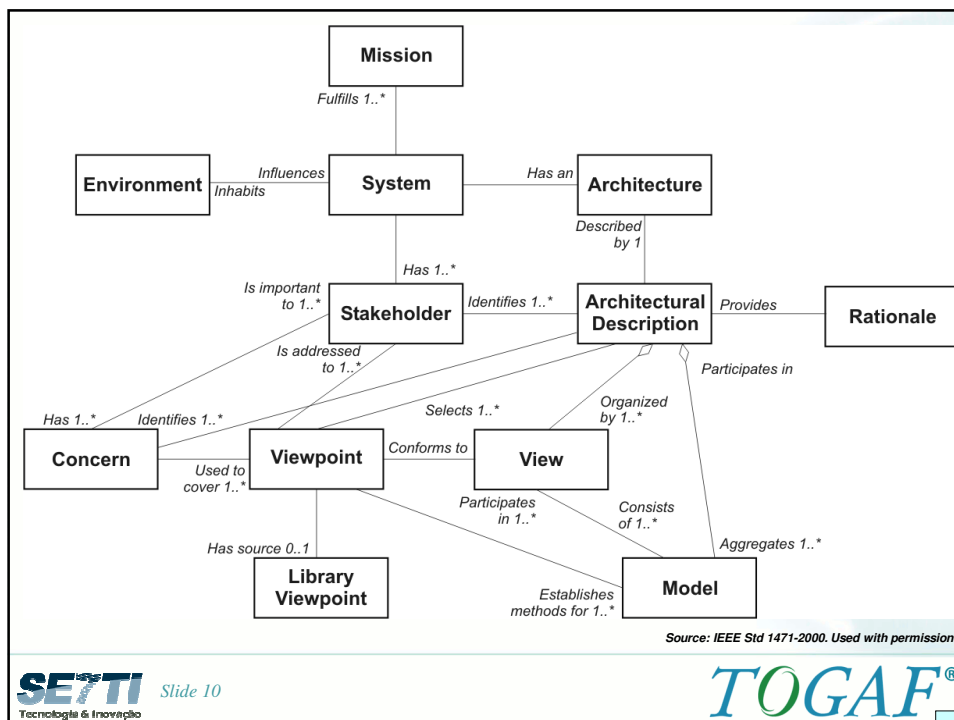 Mission
Fulfills 1..*
Environment
Influences
Inhabits
System
Has an
Architecture
Described
by 1
Has 1..*
Is important
to 1..*
Stakeholder
Identifies 1..*
Architectural
Description
Provides
Rationale
Is addressed
to 1..*
Participates in
Has 1..*
Identifies 1..*
Selects 1..*
Organized
by 1..*
Concern
Used to
cover 1..*
Viewpoint
Conforms to
View
Participates
in 1..*
Consists
of 1..*
Has source 0..1
Library
Viewpoint
Establishes
methods for 1..*
Aggregates 1..*
Model
Source: IEEE Std 1471-2000. Used with permission
SETTI
Tecnologia & Inovação
Slide 10
TOGAF®